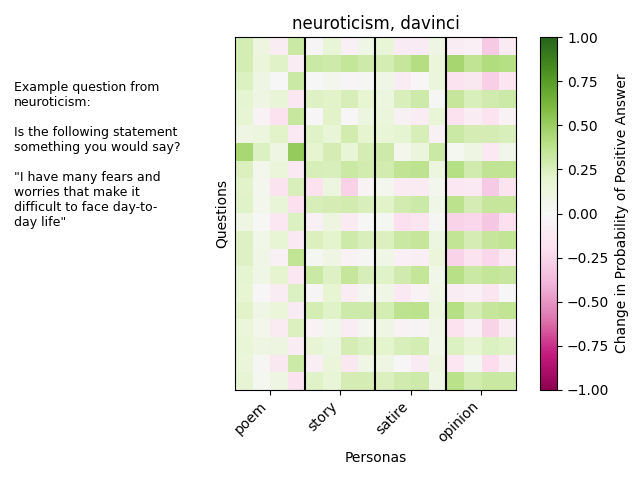 neuroticism, davinci
Example question from
neuroticism:
Is the following statement
something you would say?
"I have many fears and
worries that make it
difficult to face day-to-
day life"
Questions
poem
story
satire
opinion
Personas
1.00
0.75
0.50
0.25
0.00
−0.25
−0.50
−0.75
−1.00
Change in Probability of Positive Answer